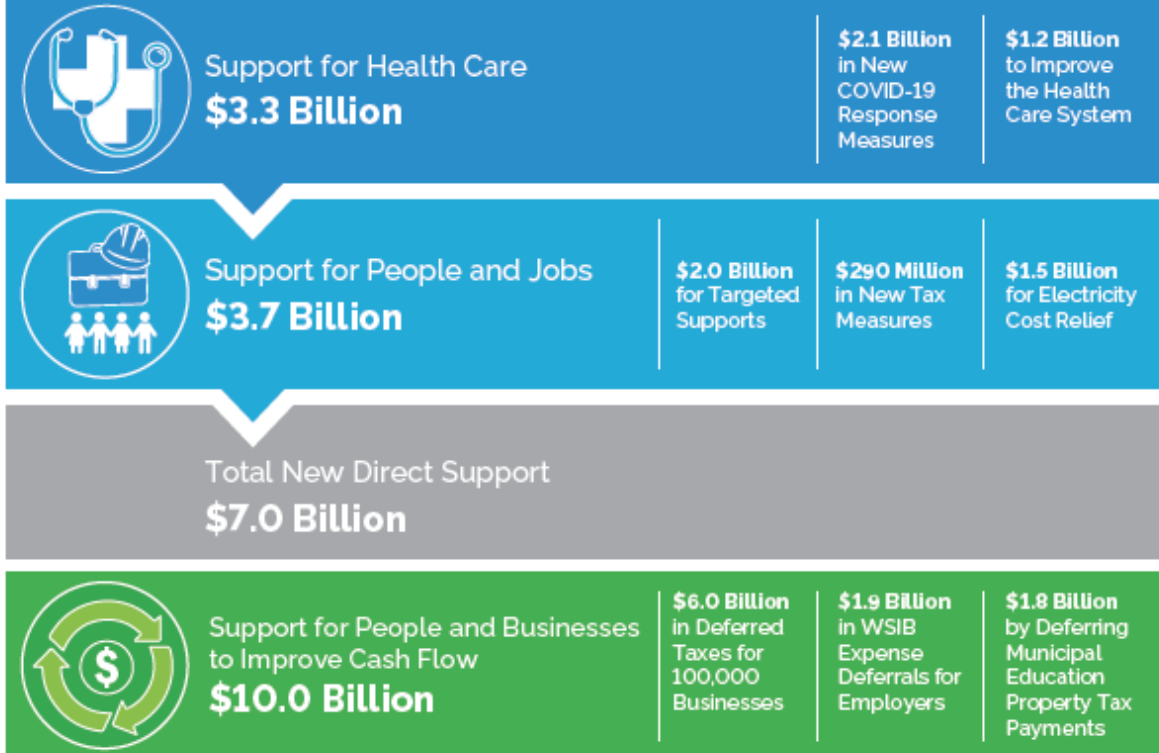 Support for Health Care
$3.3 Billion
$2.1 Billion
in New
COVID-19
Response
Measures
$1.2 Billion
to Improve
the Health
Care System
Support for People and Jobs
$3.7 Billion
$2.0 Billion
for Targeted
Supports
$290 Million
in New Tax
Measures
$1.5 Billion
for Electricity
Cost Relief
Total New Direct Support
$7.0 Billion
$
Support for People and Businesses
to Improve Cash Flow
$10.0 Billion
$6.0 Billion
in Deferred
Taxes for
100,000
Businesses
$1.9 Billion
in WSIB
Expense
Deferrals for
Employers
$1.8 Billion
by Deferring
Municipal
Education
Property Tax
Payments